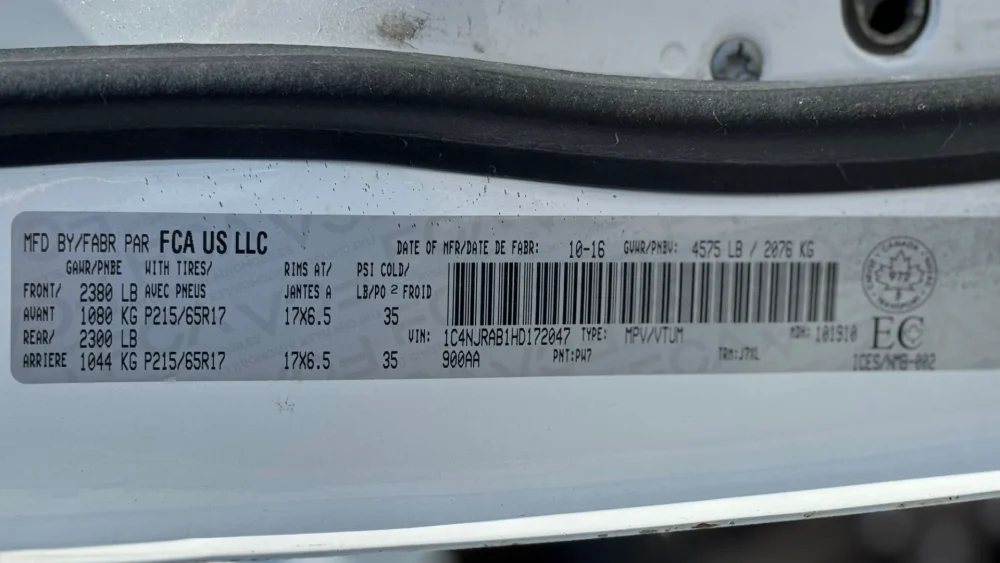 MFD BY/FABR PAR FCA US LLC DATE OF MFR/DATE DE FABR: 10-16 GVWR/PNBV: 4575 LB / 2076 KG
GAWR/PNBE WITH TIRES/ RIMS AT/ PSI COLD/
FRONT/ 2380 LB AVEC PNEUS JANTES A LB/PO 2 FROID
AVANT 1080 KG P215/65R17 17X6.5 35
REAR/ 2300 LB VIN: 1C4NJRAB1HD172047 TYPE: MPV/VTUM MDH: 101910 EC
ARRIERE 1044 KG P215/65R17 17X6.5 35 900AA PNT:PW7 TRM:J7XL ICES/NMB-002